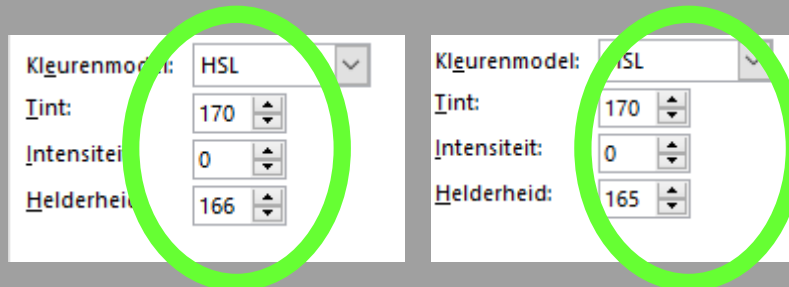 Kleurenmodel: HSL
Tint: 170
Intensiteit: 0
Helderheid: 166
Kleurenmodel: HSL
Tint: 170
Intensiteit: 0
Helderheid: 165